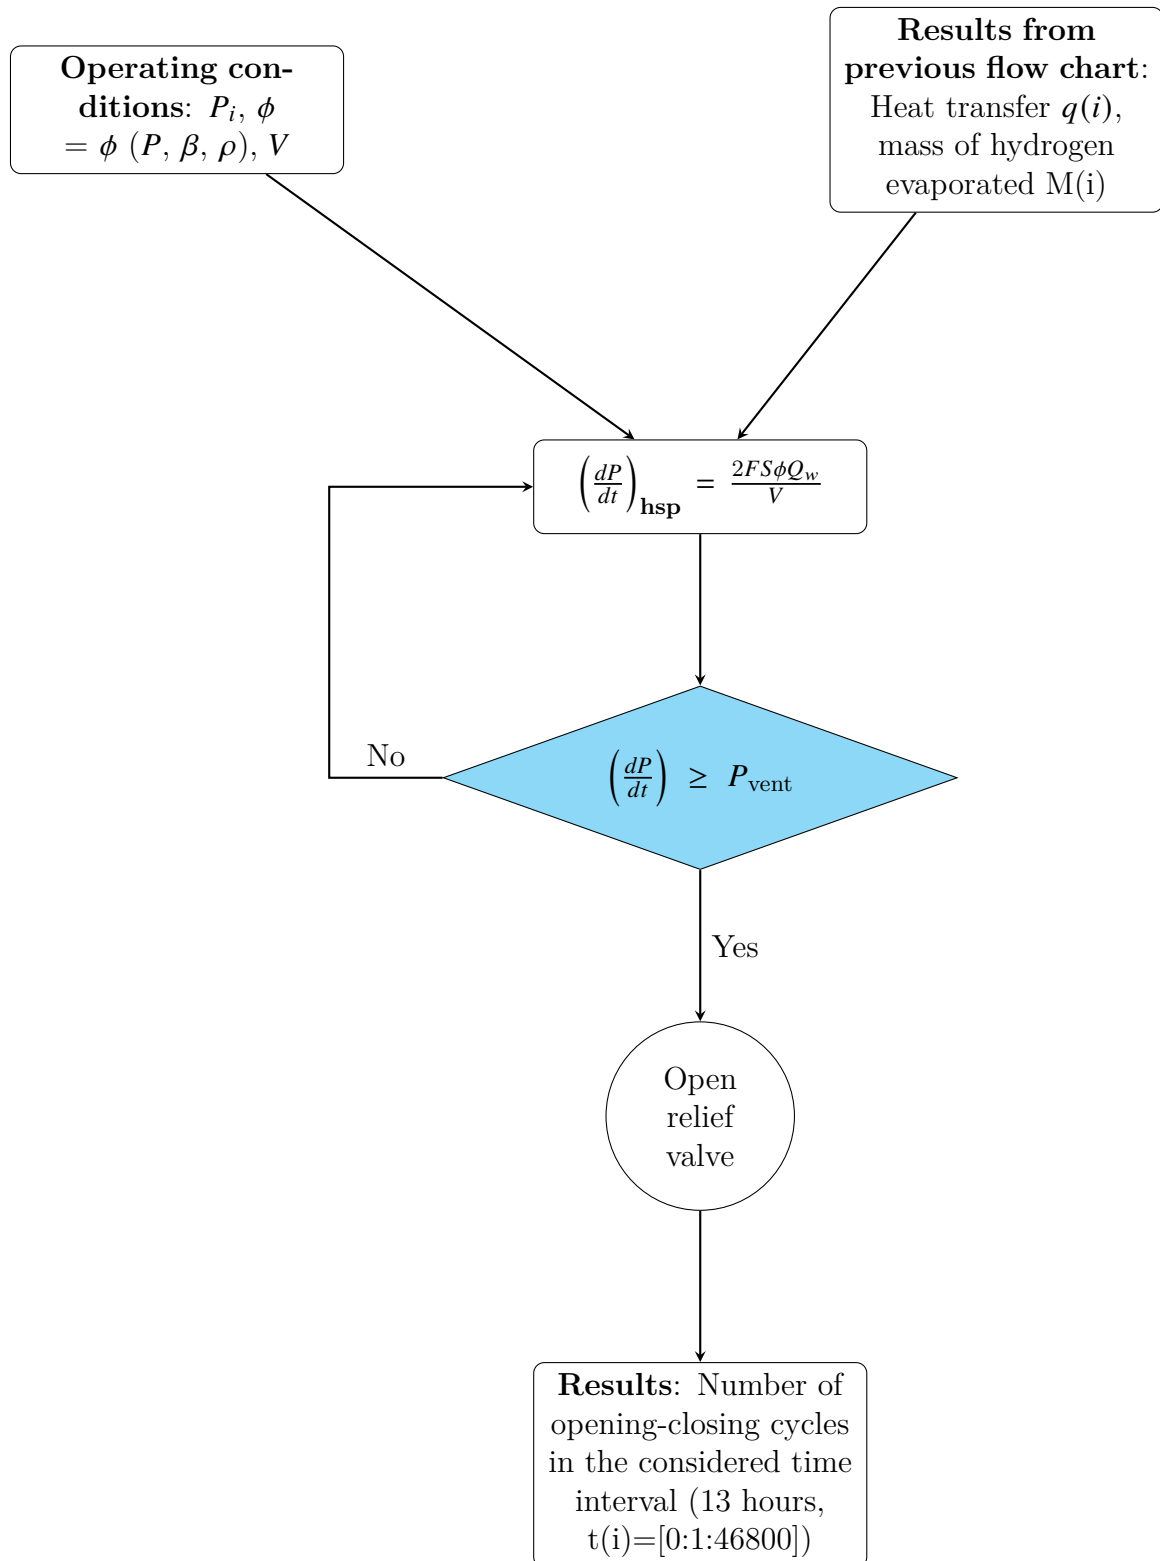 Operating con-
ditions: P_i, ϕ
= ϕ (P, β, ρ), V
Results from
previous flow chart:
Heat transfer q(i),
mass of hydrogen
evaporated M(i)
(dP/dt)_hsp = 2FSϕQ_w/V
No
(dP/dt) ≥ P_vent
Yes
Open
relief
valve
Results: Number of
opening-closing cycles
in the considered time
interval (13 hours,
t(i)=[0:1:46800])